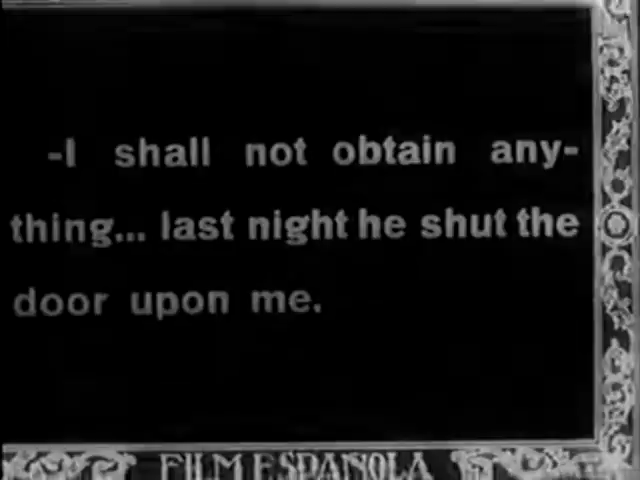 -I shall not obtain any-
thing... last night he shut the
door upon me.
FILM ESPAÑOLA